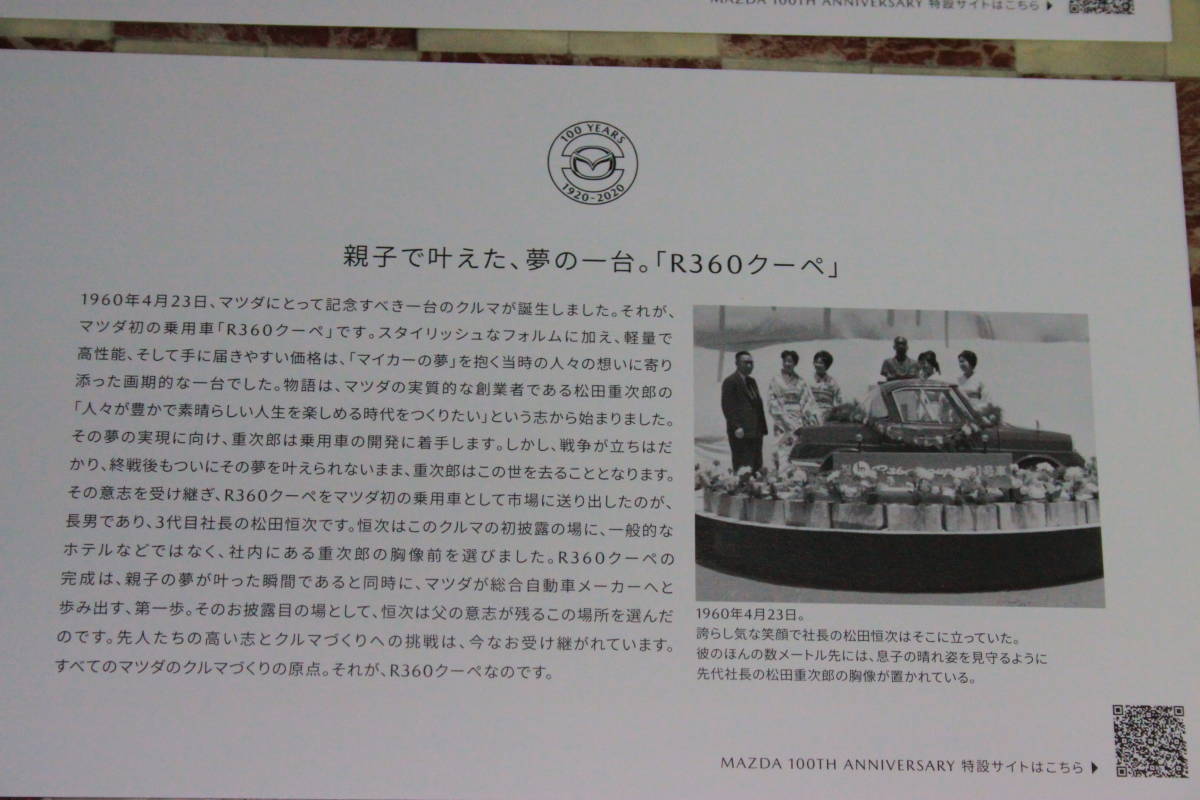 MAZDA 100TH ANNIVERSARY 特設サイトはこちら
100 YEARS
1920-2020
親子で叶えた、夢の一台。「R360クーペ」
1960年4月23日、マツダにとって記念すべき一台のクルマが誕生しました。それが、
マツダ初の乗用車「R360クーペ」です。スタイリッシュなフォルムに加え、軽量で
高性能、そして手に届きやすい価格は、「マイカーの夢」を抱く当時の人々の想いに寄り
添った画期的な一台でした。物語は、マツダの実質的な創業者である松田重次郎の
「人々が豊かで素晴らしい人生を楽しめる時代をつくりたい」という志から始まりました。
その夢の実現に向け、重次郎は乗用車の開発に着手します。しかし、戦争が立ちはだ
かり、終戦後もついにその夢を叶えられないまま、重次郎はこの世を去ることとなります。
その意志を受け継ぎ、R360クーペをマツダ初の乗用車として市場に送り出したのが、
長男であり、3代目社長の松田恒次です。恒次はこのクルマの初披露の場に、一般的な
ホテルなどではなく、社内にある重次郎の胸像前を選びました。R360クーペの
完成は、親子の夢が叶った瞬間であると同時に、マツダが総合自動車メーカーへと
歩み出す、第一歩。そのお披露目の場として、恒次は父の意志が残るこの場所を選んだ
のです。先人たちの高い志とクルマづくりへの挑戦は、今なお受け継がれています。
すべてのマツダのクルマづくりの原点。それが、R360クーペなのです。
1960年4月23日。
誇らし気な笑顔で社長の松田恒次はそこに立っていた。
彼のほんの数メートル先には、息子の晴れ姿を見守るように
先代社長の松田重次郎の胸像が置かれている。
MAZDA 100TH ANNIVERSARY 特設サイトはこちら